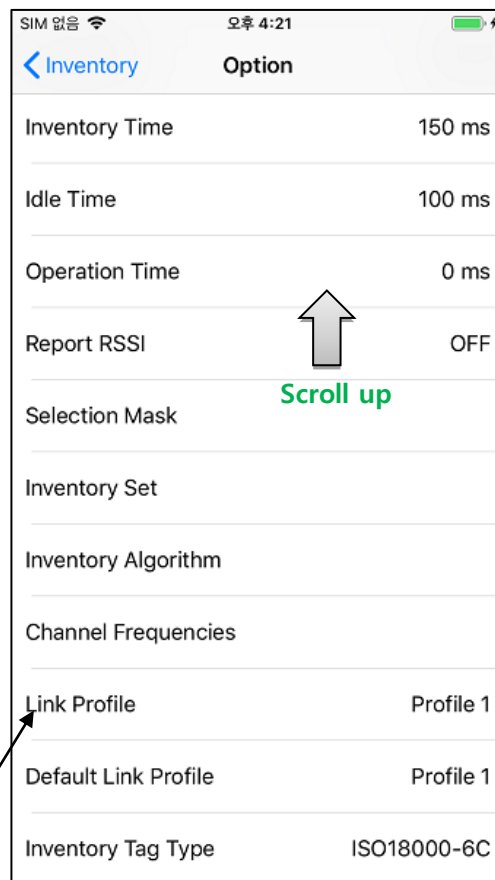 SIM 없음 오후 4:21
Inventory Option
Inventory Time 150 ms
Idle Time 100 ms
Operation Time 0 ms
Report RSSI OFF
Scroll up
Selection Mask
Inventory Set
Inventory Algorithm
Channel Frequencies
Link Profile Profile 1
Default Link Profile Profile 1
Inventory Tag Type ISO18000-6C